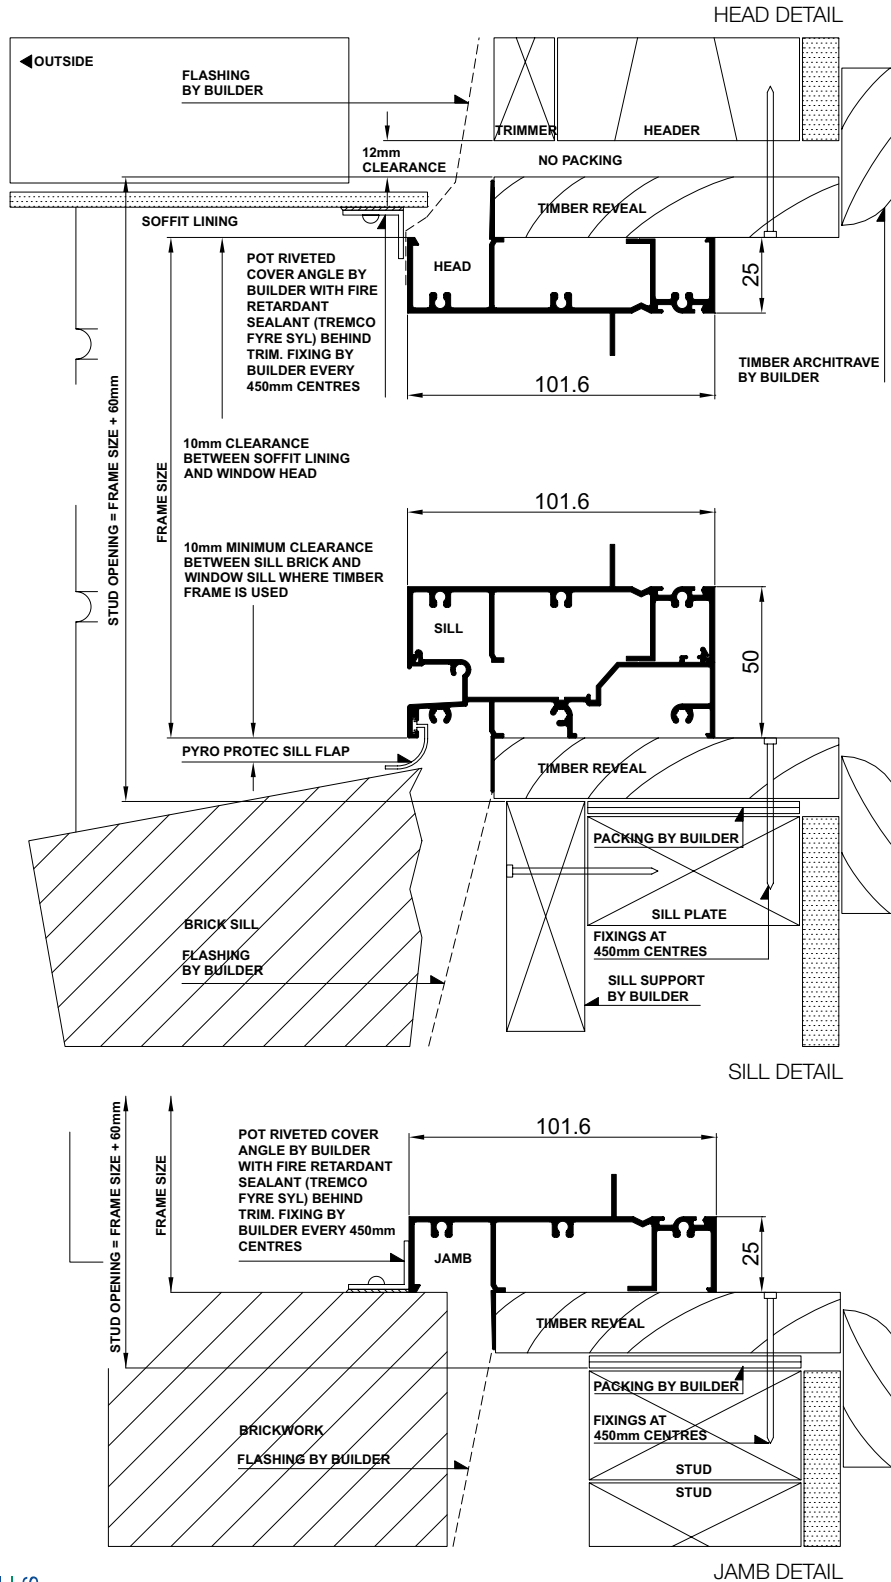 HEAD DETAIL
OUTSIDE
FLASHING
BY BUILDER
TRIMMER
HEADER
12mm
CLEARANCE
NO PACKING
TIMBER REVEAL
SOFFIT LINING
HEAD
25
POT RIVETED
COVER ANGLE BY
BUILDER WITH FIRE
RETARDANT
SEALANT (TREMCO
FYRE SYL) BEHIND
TRIM. FIXING BY
BUILDER EVERY
450mm CENTRES
TIMBER ARCHITRAVE
BY BUILDER
101.6
STUD OPENING = FRAME SIZE + 60mm
FRAME SIZE
10mm CLEARANCE
BETWEEN SOFFIT LINING
AND WINDOW HEAD
101.6
10mm MINIMUM CLEARANCE
BETWEEN SILL BRICK AND
WINDOW SILL WHERE TIMBER
FRAME IS USED
SILL
50
PYRO PROTEC SILL FLAP
TIMBER REVEAL
PACKING BY BUILDER
BRICK SILL
SILL PLATE
FLASHING
BY BUILDER
FIXINGS AT
450mm CENTRES
SILL SUPPORT
BY BUILDER
SILL DETAIL
STUD OPENING = FRAME SIZE + 60mm
FRAME SIZE
POT RIVETED COVER
ANGLE BY BUILDER
WITH FIRE RETARDANT
SEALANT (TREMCO
FYRE SYL) BEHIND
TRIM. FIXING BY
BUILDER EVERY 450mm
CENTRES
101.6
JAMB
25
TIMBER REVEAL
PACKING BY BUILDER
BRICKWORK
FIXINGS AT
450mm CENTRES
FLASHING BY BUILDER
STUD
STUD
JAMB DETAIL